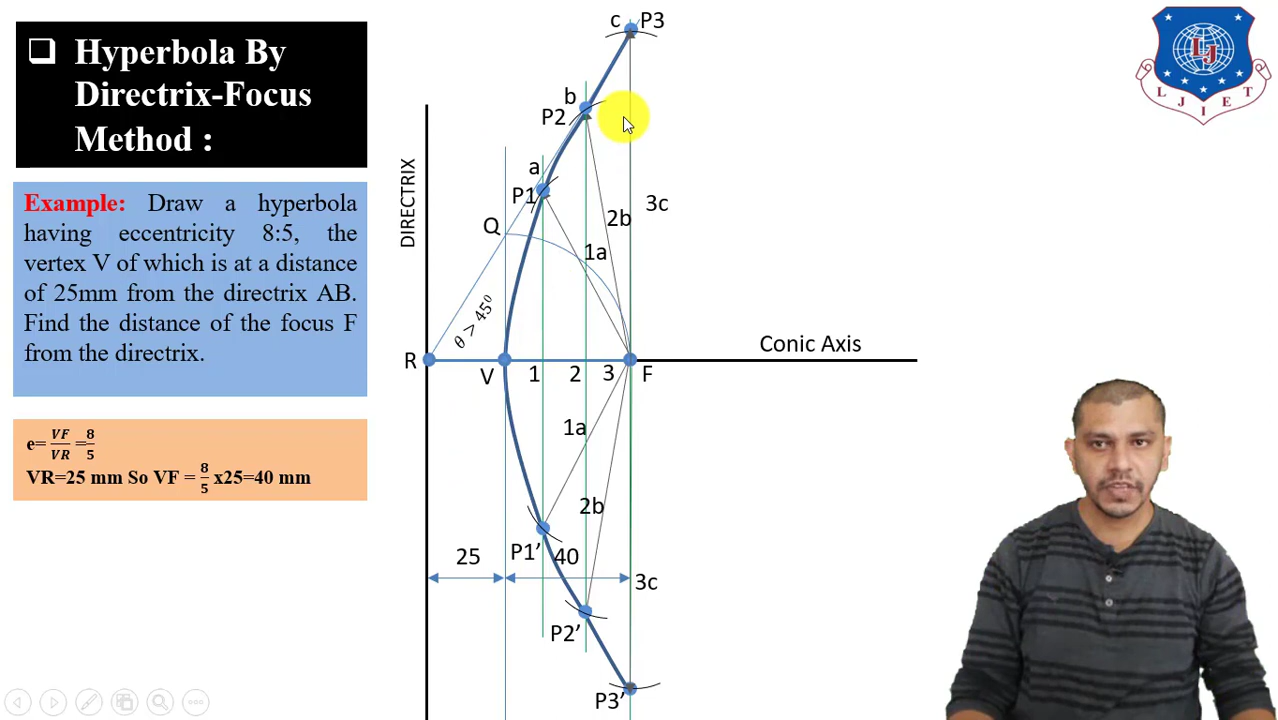 ❑ Hyperbola By
Directrix-Focus
Method :
Example: Draw a hyperbola
having eccentricity 8:5, the
vertex V of which is at a distance
of 25mm from the directrix AB.
Find the distance of the focus F
from the directrix.
e= VF/VR =8/5
VR=25 mm So VF = 8/5 x25=40 mm
c P3
b
P2
a
P1
DIRECTRIX
3c
2b
Q
1a
θ > 45⁰
Conic Axis
R
V 1 2 3 F
1a
2b
P1’ 40
25
3c
P2’
P3’
LJ
LJIET